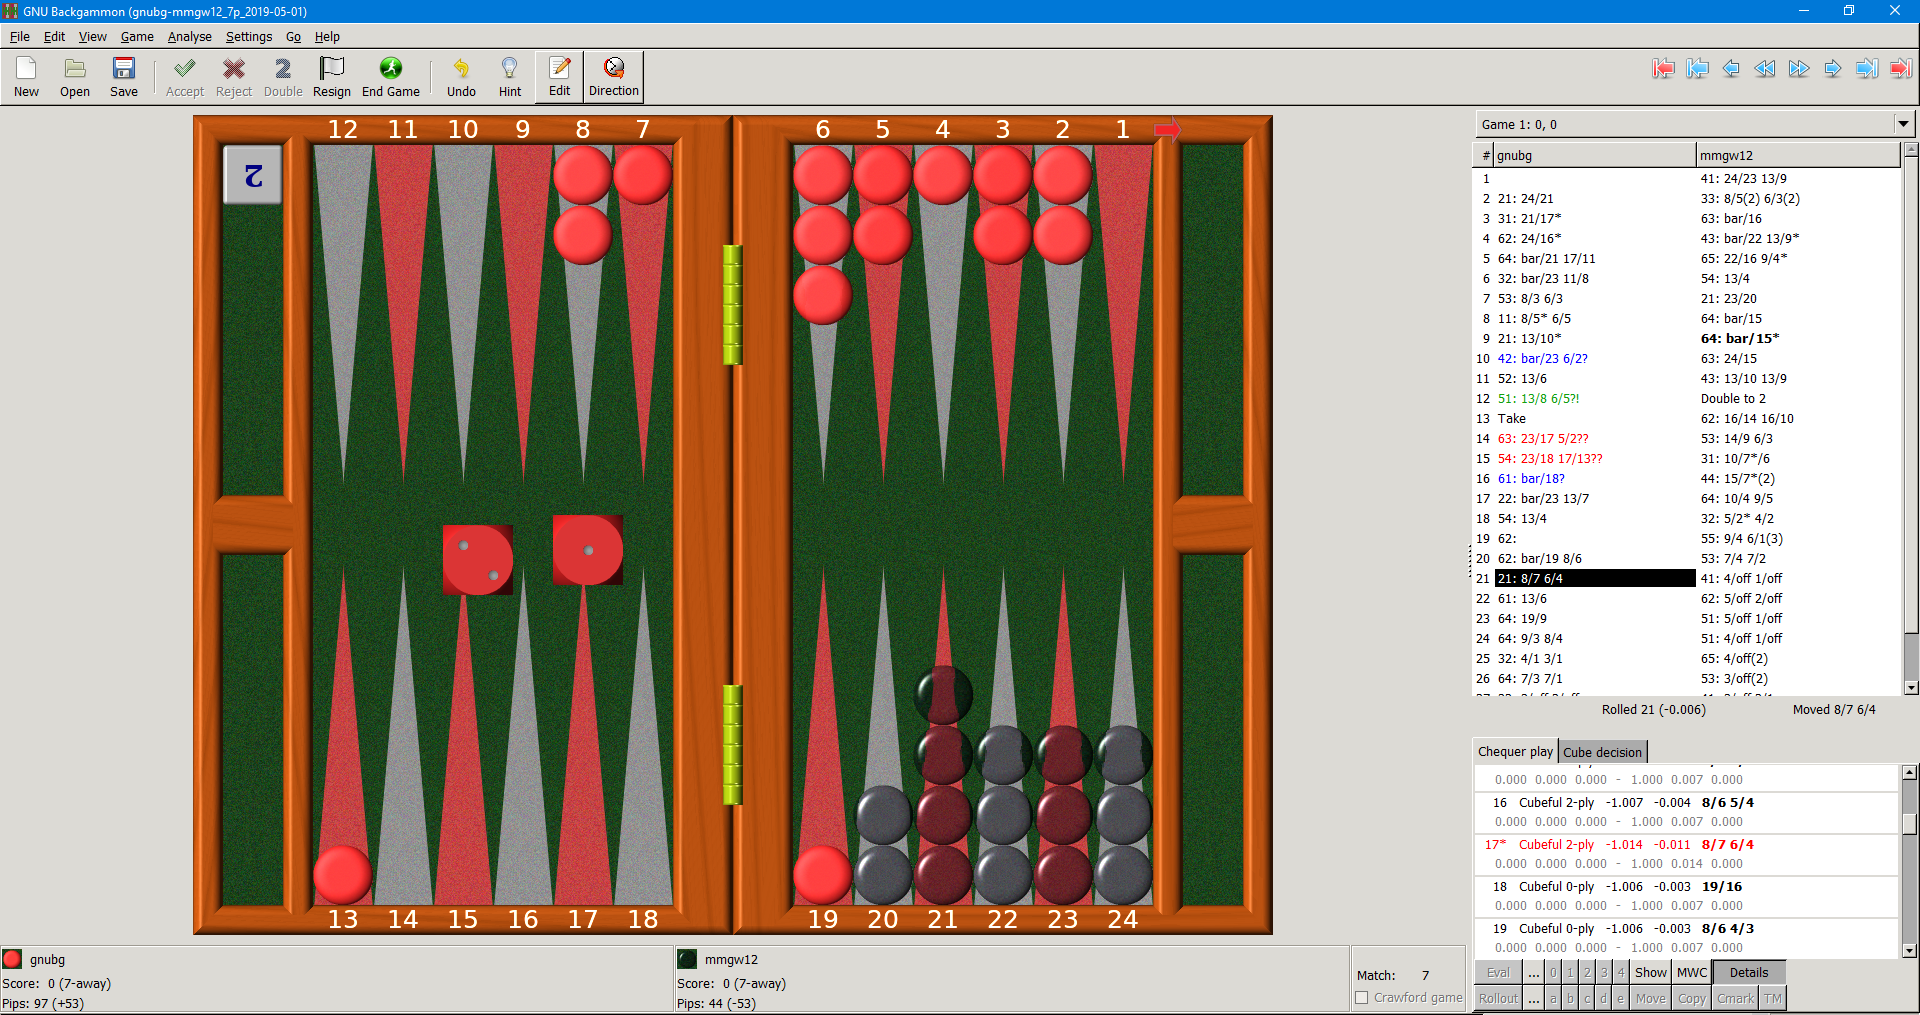 GNU Backgammon (gnubg-mmgw12_7p_2019-05-01)
File Edit View Game Analyse Settings Go Help
New Open Save Accept Reject 2 Double Resign End Game Undo Hint Edit Direction
12 11 10 9 8 7 6 5 4 3 2 1
2
13 14 15 16 17 18 19 20 21 22 23 24
Game 1: 0, 0
# gnubg mmgw12
1 41: 24/23 13/9
2 21: 24/21 33: 8/5(2) 6/3(2)
3 31: 21/17* 63: bar/16
4 62: 24/16* 43: bar/22 13/9*
5 64: bar/21 17/11 65: 22/16 9/4*
6 32: bar/23 11/8 54: 13/4
7 53: 8/3 6/3 21: 23/20
8 11: 8/5* 6/5 64: bar/15
9 21: 13/10* 64: bar/15*
10 42: bar/23 6/2? 63: 24/15
11 52: 13/6 43: 13/10 13/9
12 51: 13/8 6/5?! Double to 2
13 Take 62: 16/14 16/10
14 63: 23/17 5/2?? 53: 14/9 6/3
15 54: 23/18 17/13?? 31: 10/7*/6
16 61: bar/18? 44: 15/7*(2)
17 22: bar/23 13/7 64: 10/4 9/5
18 54: 13/4 32: 5/2* 4/2
19 62: 55: 9/4 6/1(3)
20 62: bar/19 8/6 53: 7/4 7/2
21 21: 8/7 6/4 41: 4/off 1/off
22 61: 13/6 62: 5/off 2/off
23 64: 19/9 51: 5/off 1/off
24 64: 9/3 8/4 51: 4/off 1/off
25 32: 4/1 3/1 65: 4/off(2)
26 64: 7/3 7/1 53: 3/off(2)
Rolled 21 (-0.006) Moved 8/7 6/4
Chequer play Cube decision
0.000 0.000 0.000 - 1.000 0.007 0.000
16 Cubeful 2-ply -1.007 -0.004 8/6 5/4
0.000 0.000 0.000 - 1.000 0.007 0.000
17* Cubeful 2-ply -1.014 -0.011 8/7 6/4
0.000 0.000 0.000 - 1.000 0.014 0.000
18 Cubeful 0-ply -1.006 -0.003 19/16
0.000 0.000 0.000 - 1.000 0.007 0.000
19 Cubeful 0-ply -1.006 -0.003 8/6 4/3
0.000 0.000 0.000 - 1.000 0.007 0.000
Eval ... 0 1 2 3 4 Show MWC Details
Rollout ... a b c d e Move Copy Cmark TM
gnubg
Score: 0 (7-away)
Pips: 97 (+53)
mmgw12
Score: 0 (7-away)
Pips: 44 (-53)
Match: 7
Crawford game